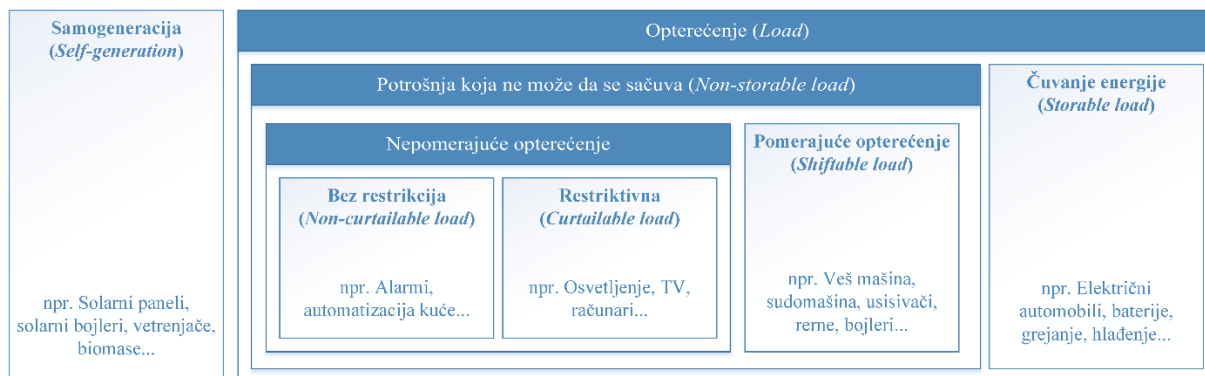 Samogeneracija
(Self-generation)
npr. Solarni paneli,
solarni bojleri, vetrenjače,
biomase...
Opterećenje (Load)
Potrošnja koja ne može da se sačuva (Non-storable load)
Nepomerajuće opterećenje
Bez restrikcija
(Non-curtailable load)
npr. Alarmi,
automatizacija kuće...
Restriktivna
(Curtailable load)
npr. Osvetljenje, TV,
računari...
Pomerajuće opterećenje
(Shiftable load)
npr. Veš mašina,
sudomašina, usisivači,
rerne, bojleri...
Čuvanje energije
(Storable load)
npr. Električni
automobili, baterije,
grejanje, hlađenje...